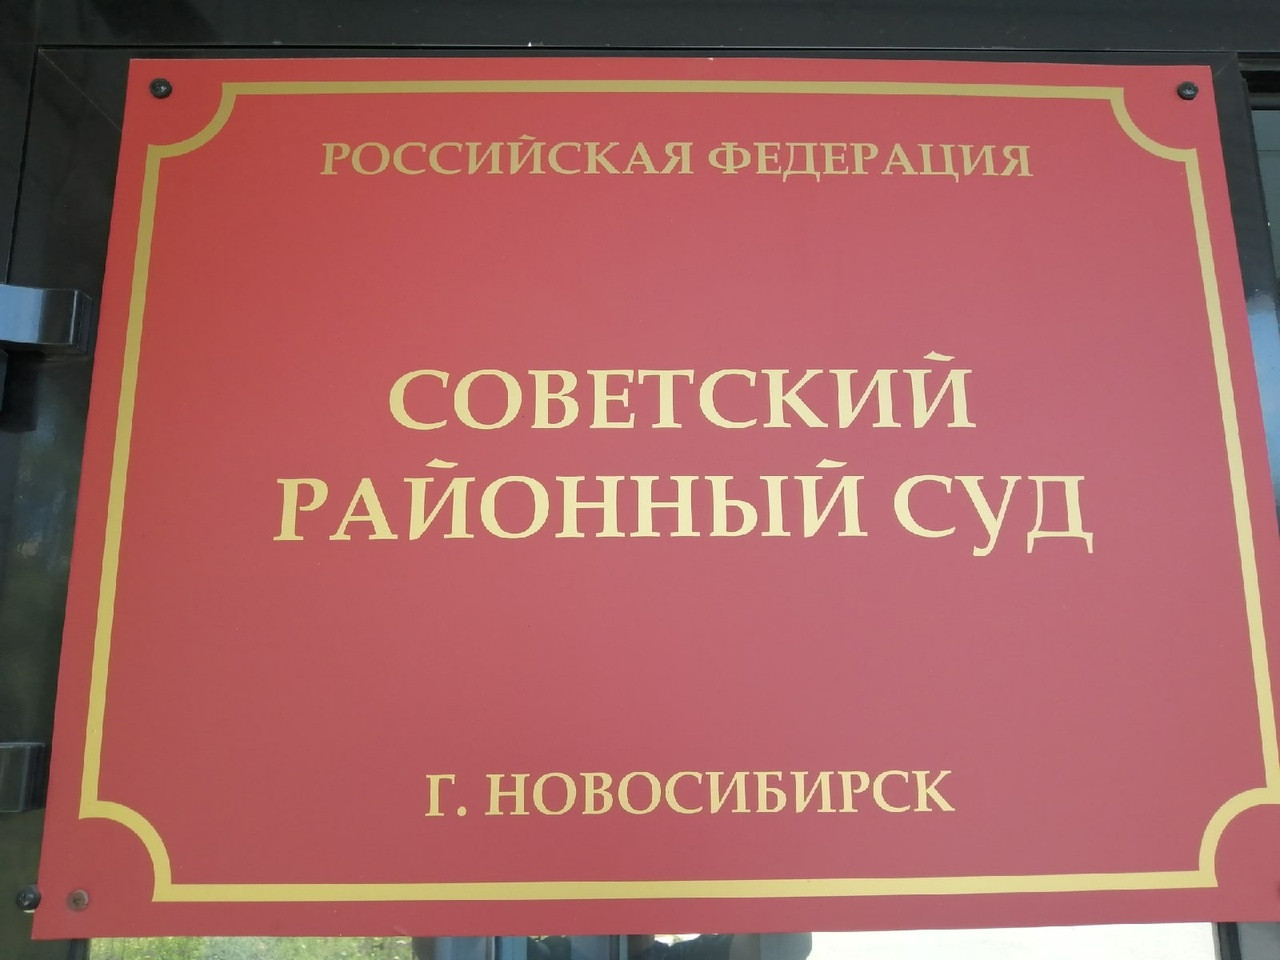 РОССИЙСКАЯ ФЕДЕРАЦИЯ
СОВЕТСКИЙ
РАЙОННЫЙ СУД
Г. НОВОСИБИРСК